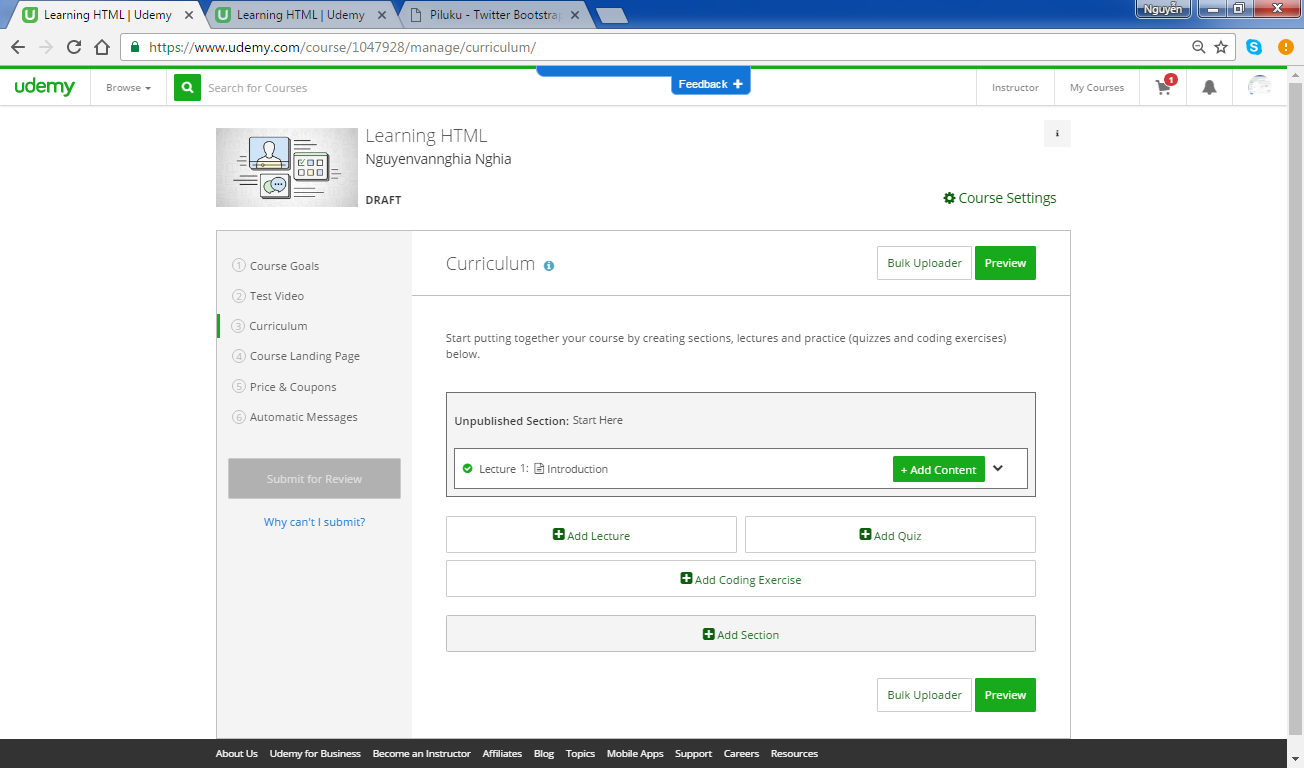 Learning HTML | Udemy
Learning HTML | Udemy
Piluku - Twitter Bootstra
Nguyễn
https://www.udemy.com/course/1047928/manage/curriculum/
udemy
Browse
Search for Courses
Feedback
Instructor
My Courses
1
Learning HTML
Nguyenvannghia Nghia
DRAFT
Course Settings
1 Course Goals
2 Test Video
3 Curriculum
4 Course Landing Page
5 Price & Coupons
6 Automatic Messages
Submit for Review
Why can't I submit?
Curriculum
Bulk Uploader
Preview
Start putting together your course by creating sections, lectures and practice (quizzes and coding exercises)
below.
Unpublished Section: Start Here
Lecture 1: Introduction
+ Add Content
Add Lecture
Add Quiz
Add Coding Exercise
Add Section
Bulk Uploader
Preview
About Us Udemy for Business Become an Instructor Affiliates Blog Topics Mobile Apps Support Careers Resources